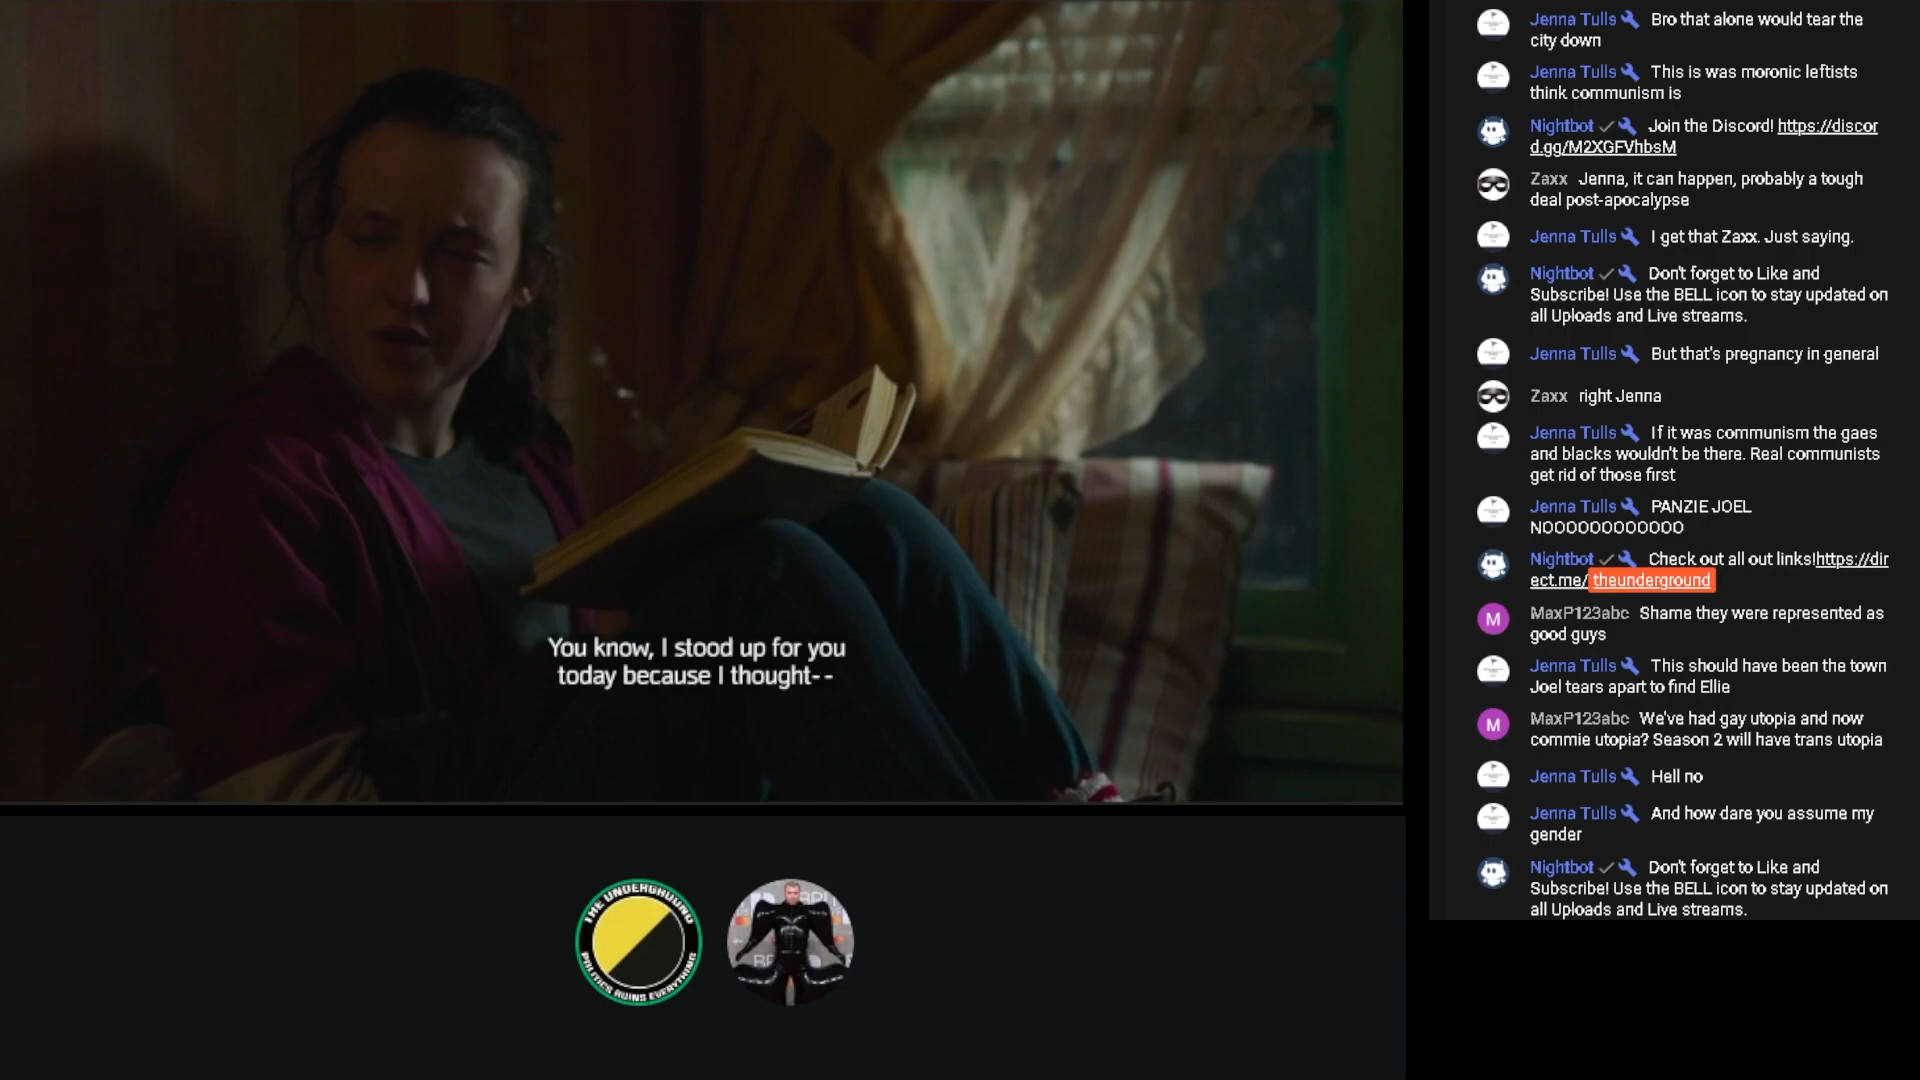 You know, I stood up for you
today because I thought--
THE UNDERGROUND
POLITICS RUINS EVERYTHING
Jenna Tulls Bro that alone would tear the
city down
Jenna Tulls This is was moronic leftists
think communism is
Nightbot Join the Discord! https://discor
d.gg/M2XGFVhbsM
Zaxx Jenna, it can happen, probably a tough
deal post-apocalypse
Jenna Tulls I get that Zaxx. Just saying.
Nightbot Don't forget to Like and
Subscribe! Use the BELL icon to stay updated on
all Uploads and Live streams.
Jenna Tulls But that's pregnancy in general
Zaxx right Jenna
Jenna Tulls If it was communism the gaes
and blacks wouldn't be there. Real communists
get rid of those first
Jenna Tulls PANZIE JOEL
NOOOOOOOOOOOO
Nightbot Check out all out links!https://dir
ect.me/theunderground
M MaxP123abc Shame they were represented as
good guys
Jenna Tulls This should have been the town
Joel tears apart to find Ellie
M MaxP123abc We've had gay utopia and now
commie utopia? Season 2 will have trans utopia
Jenna Tulls Hell no
Jenna Tulls And how dare you assume my
gender
Nightbot Don't forget to Like and
Subscribe! Use the BELL icon to stay updated on
all Uploads and Live streams.